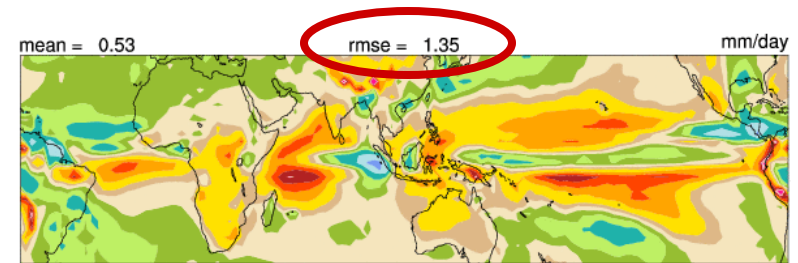 mean = 0.53 rmse = 1.35 mm/day